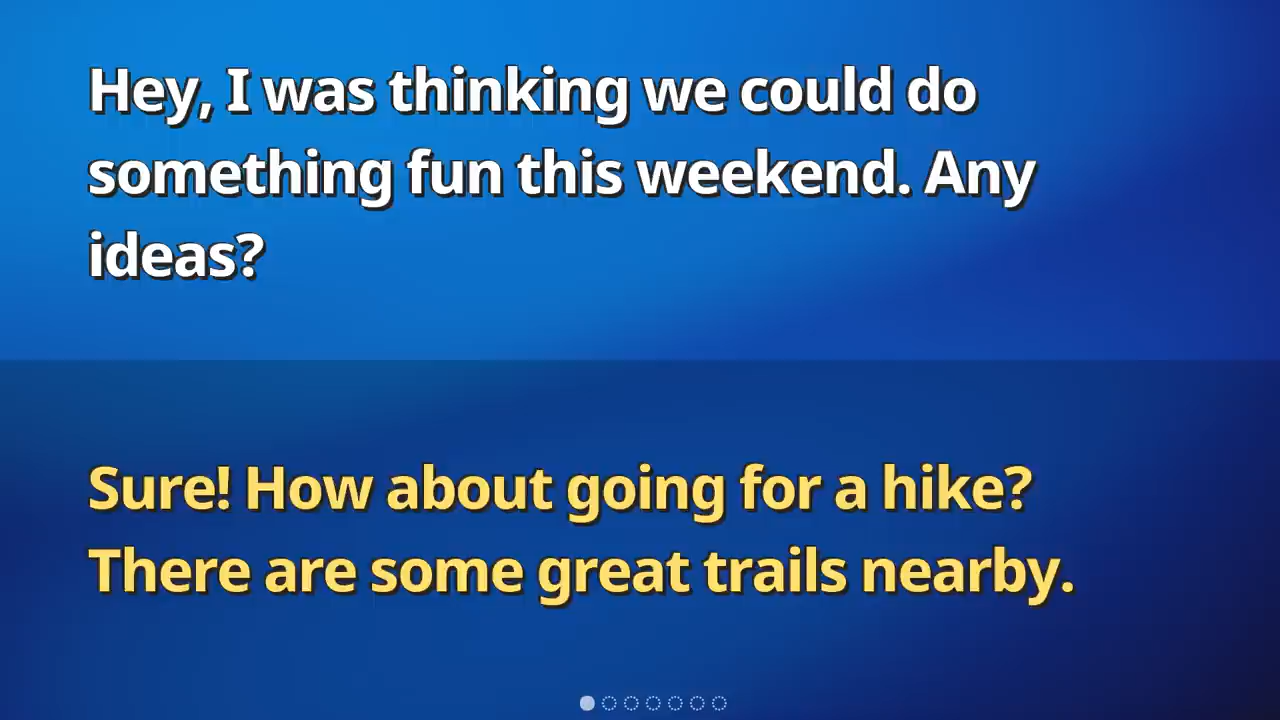 Hey, I was thinking we could do
something fun this weekend. Any
ideas?
Sure! How about going for a hike?
There are some great trails nearby.